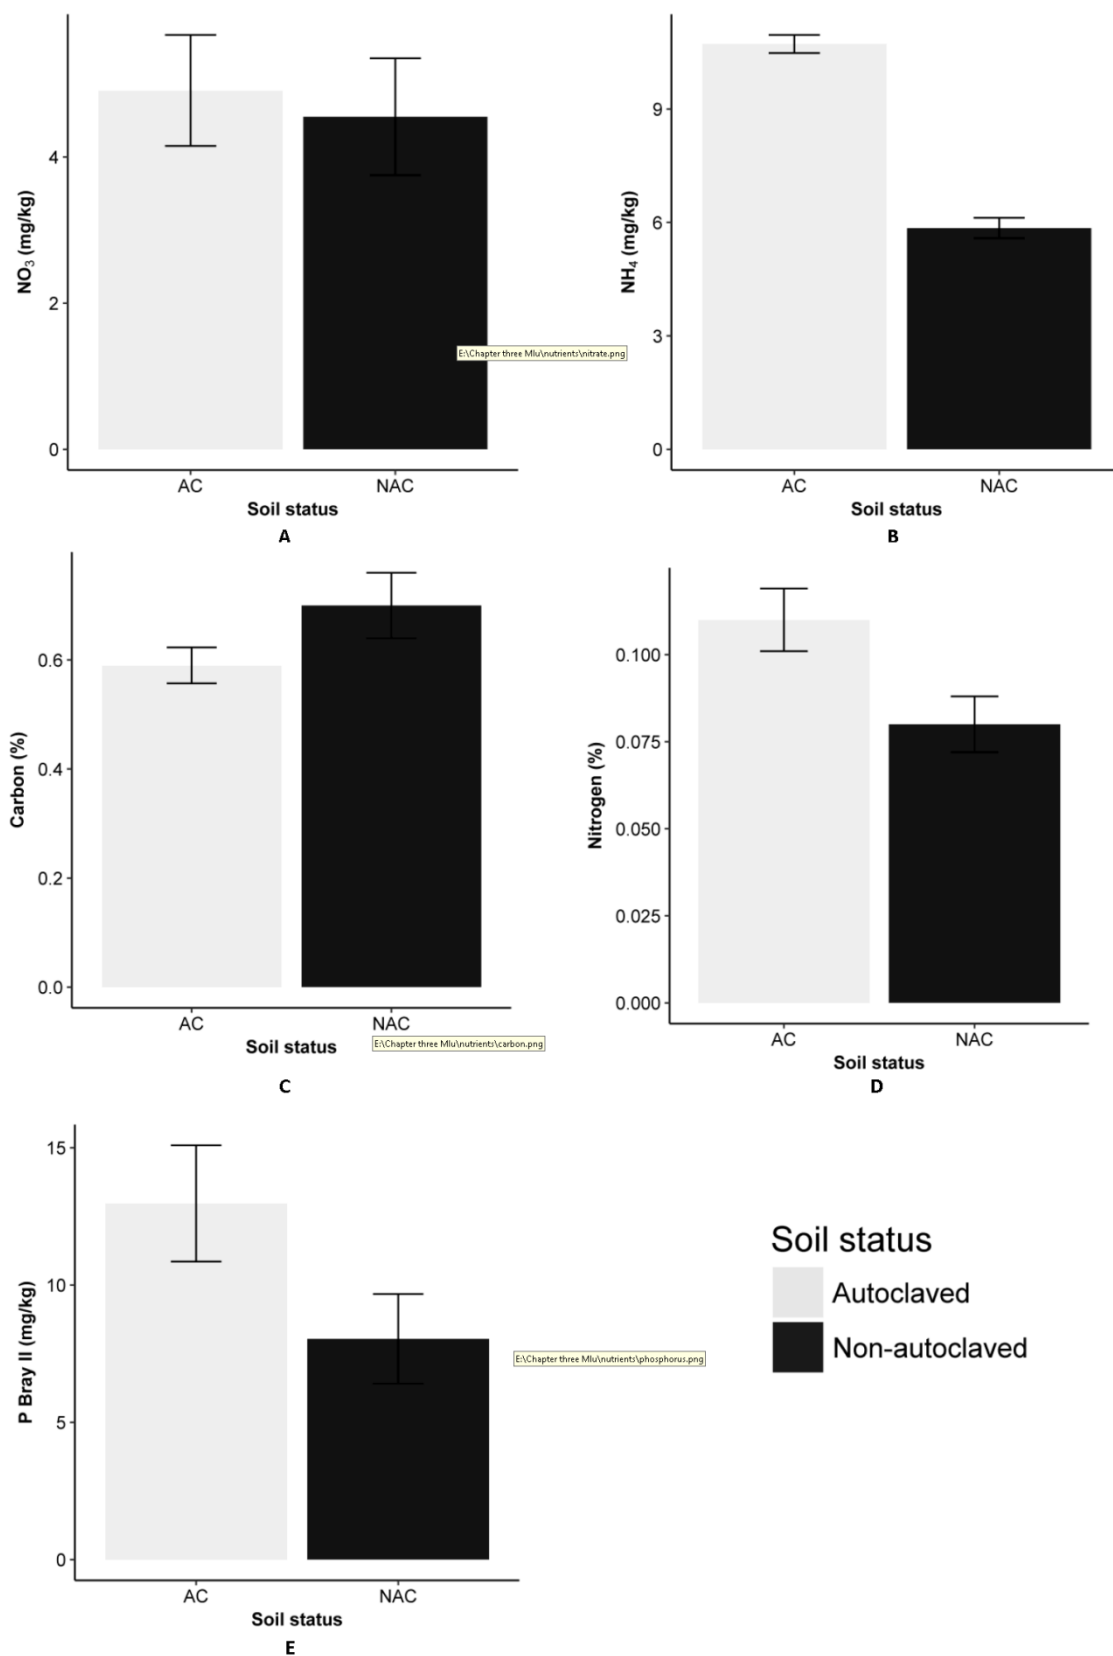 NO3 (mg/kg)
4
2
0
AC NAC
Soil status
A
E:\Chapter three Mlu\nutrients\nitrate.png
NH4 (mg/kg)
9
6
3
0
AC NAC
Soil status
B
Carbon (%)
0.6
0.4
0.2
0.0
AC NAC
Soil status
E:\Chapter three Mlu\nutrients\carbon.png
C
Nitrogen (%)
0.100
0.075
0.050
0.025
0.000
AC NAC
Soil status
D
P Bray II (mg/kg)
15
10
5
0
AC NAC
Soil status
E
E:\Chapter three Mlu\nutrients\phosphorus.png
Soil status
Autoclaved
Non-autoclaved